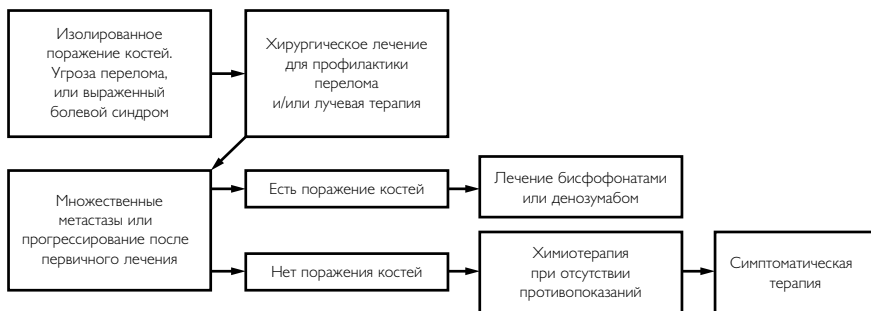 Изолированное
поражение костей.
Угроза перелома,
или выраженный
болевой синдром
Хирургическое лечение
для профилактики
перелома
и/или лучевая терапия
Множественные
метастазы или
прогрессирование после
первичного лечения
Есть поражение костей
Лечение бисфофонатами
или денозумабом
Нет поражения костей
Химиотерапия
при отсутствии
противопоказаний
Симптоматическая
терапия